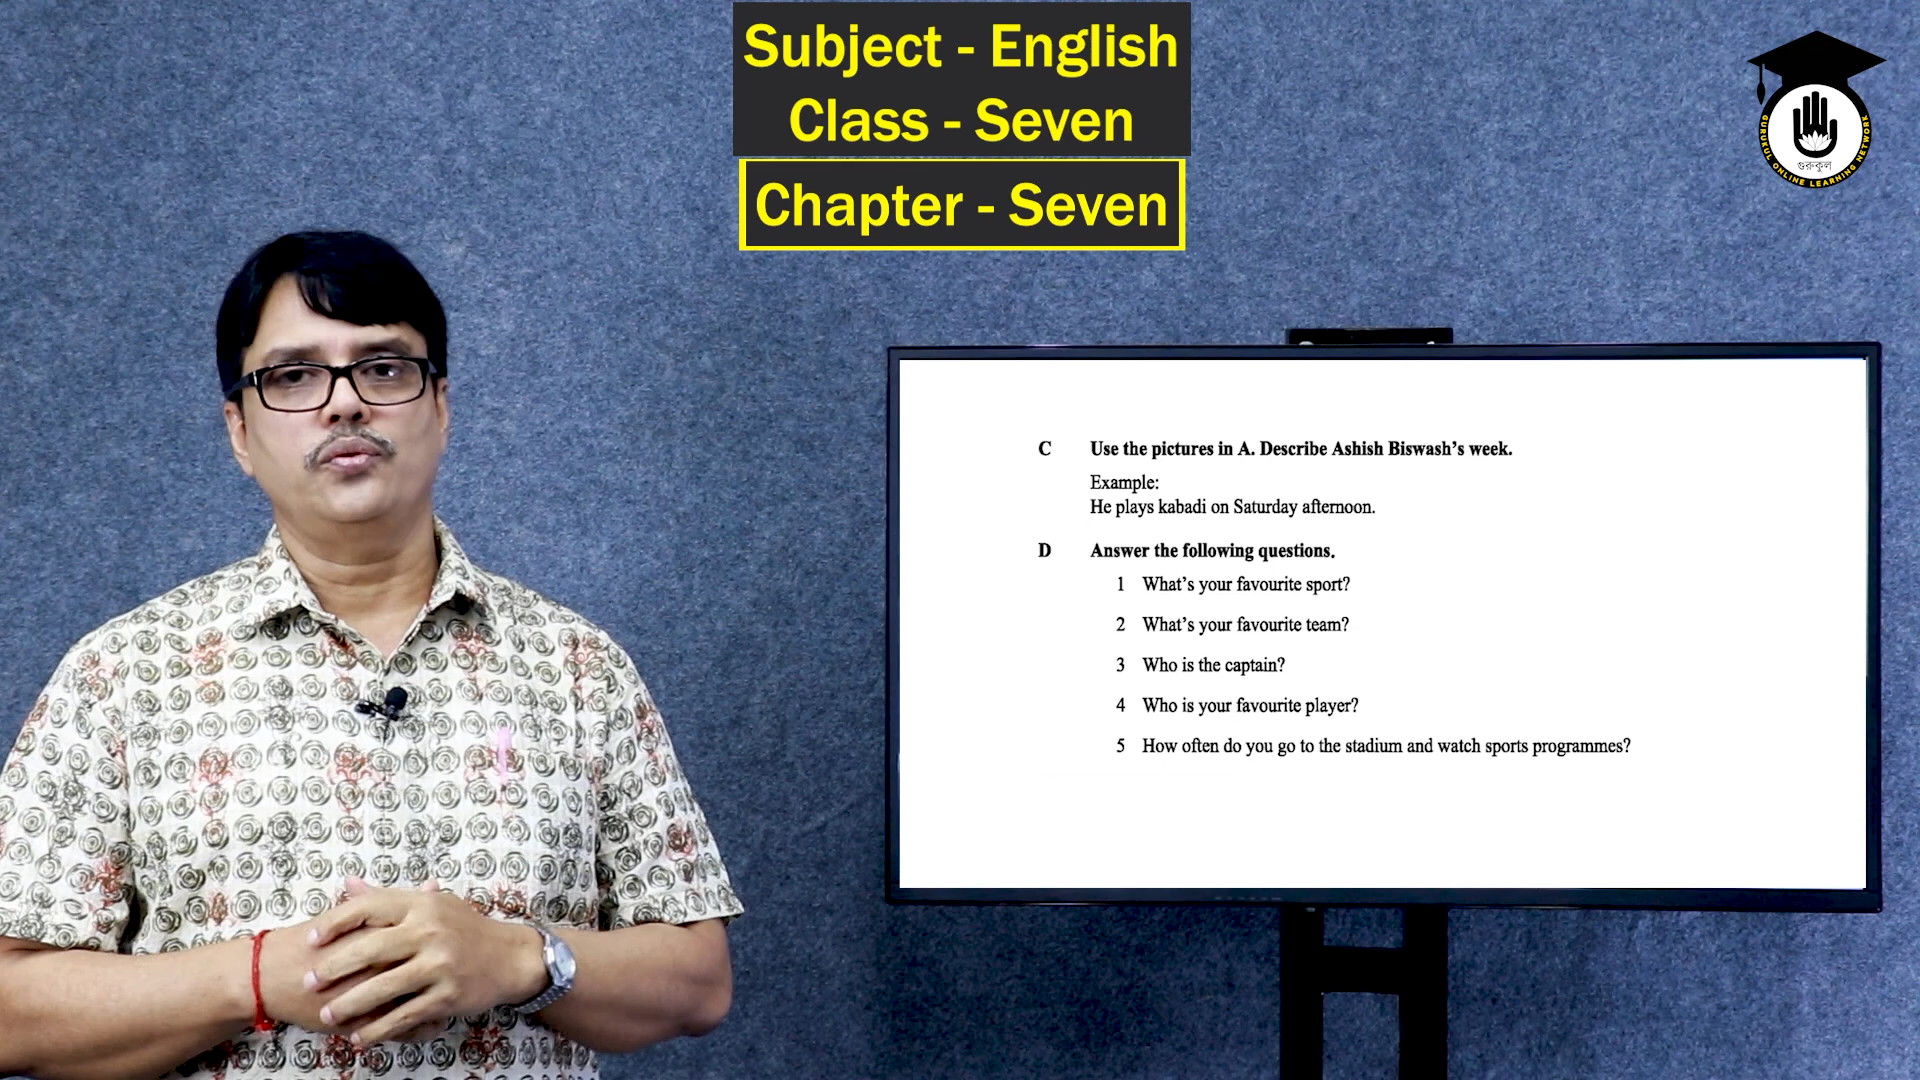 Subject - English
Class - Seven
Chapter - Seven
GURUKUL ONLINE LEARNING NETWORK
গুরুকুল
C Use the pictures in A. Describe Ashish Biswash’s week.
Example:
He plays kabadi on Saturday afternoon.
D Answer the following questions.
1 What’s your favourite sport?
2 What’s your favourite team?
3 Who is the captain?
4 Who is your favourite player?
5 How often do you go to the stadium and watch sports programmes?